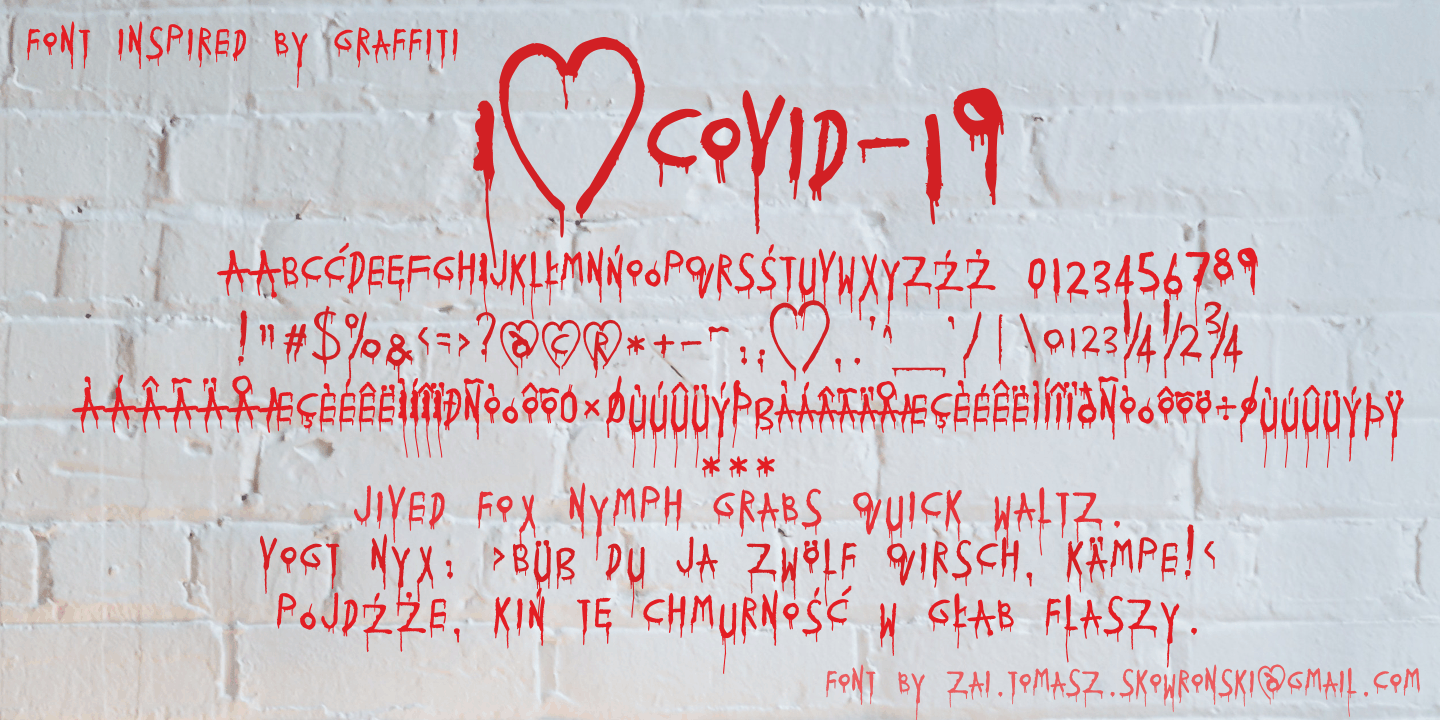 FONT INSPIRED BY GRAFFITI
I ♡ COVID-19
AĄBCĆDEĘFGHIJKLŁMNŃOÓPQRSŚTUVWXYZŹŻ 0123456789
!"#$%&<=>?@©®*+-~:;♡,.'^_`/|\0123¼½¾
ÀÁÂÃÄÅÆÇÈÉÊËÌÍÎÏÐÑÒÓÔÕÖ×ØÙÚÛÜÝÞßàáâãäåæçèéêëìíîïðñòóôõö÷øùúûüýþÿ
***
JIVED FOX NYMPH GRABS QUICK WALTZ.
VOGT NYX: >BÜß DU JA ZWÖLF QIRSCH, KÄMPE!<
PÓJDŹŻE, KIŃ TĘ CHMURNOŚĆ W GŁĄB FLASZY.
FONT BY ZAI.TOMASZ.SKOWRONSKI@GMAIL.COM